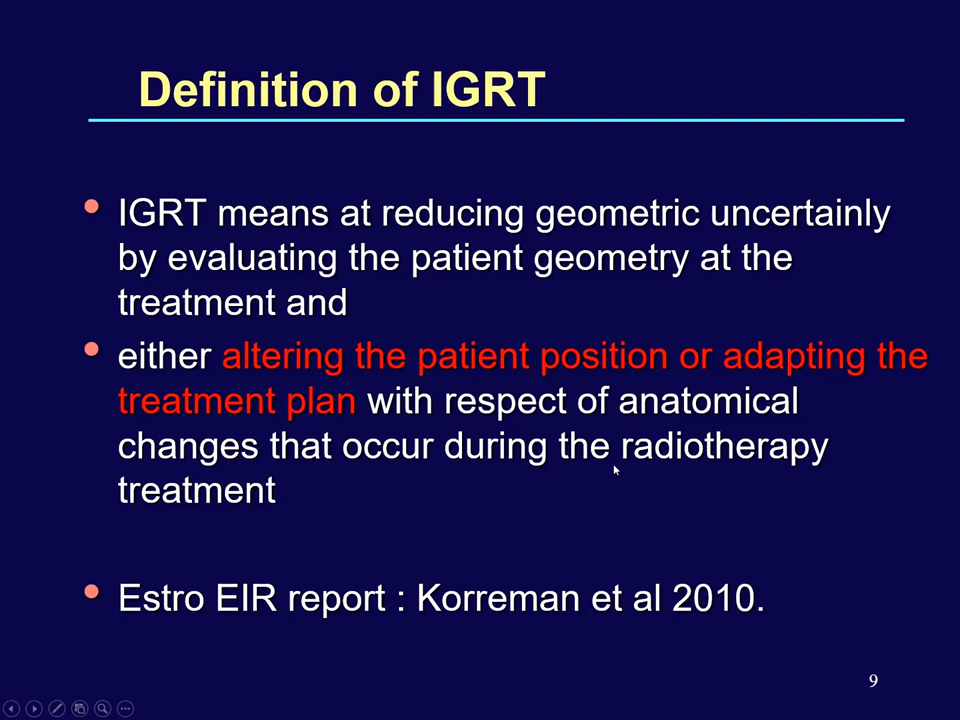 Definition of IGRT
• IGRT means at reducing geometric uncertainly
by evaluating the patient geometry at the
treatment and
• either altering the patient position or adapting the
treatment plan with respect of anatomical
changes that occur during the radiotherapy
treatment
• Estro EIR report : Korreman et al 2010.
9